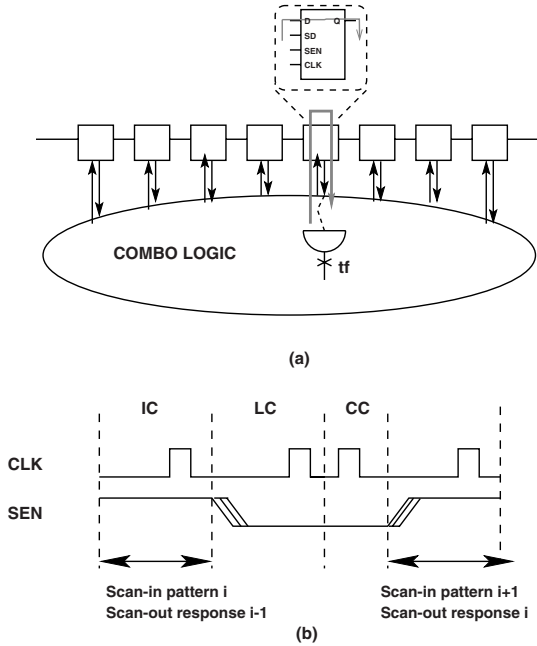 D Q
SD
SEN
CLK
COMBO LOGIC
tf
(a)
IC LC CC
CLK
SEN
Scan-in pattern i
Scan-out response i-1
Scan-in pattern i+1
Scan-out response i
(b)